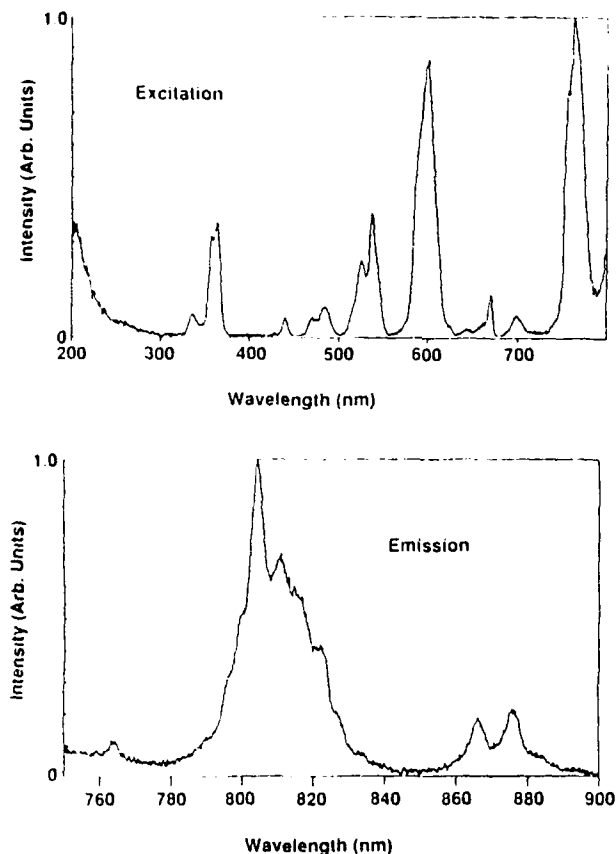 1.0
Excitation
Intensity (Arb. Units)
0
200 300 400 500 600 700
Wavelength (nm)
1.0
Emission
Intensity (Arb. Units)
0
760 780 800 820 840 860 880 900
Wavelength (nm)